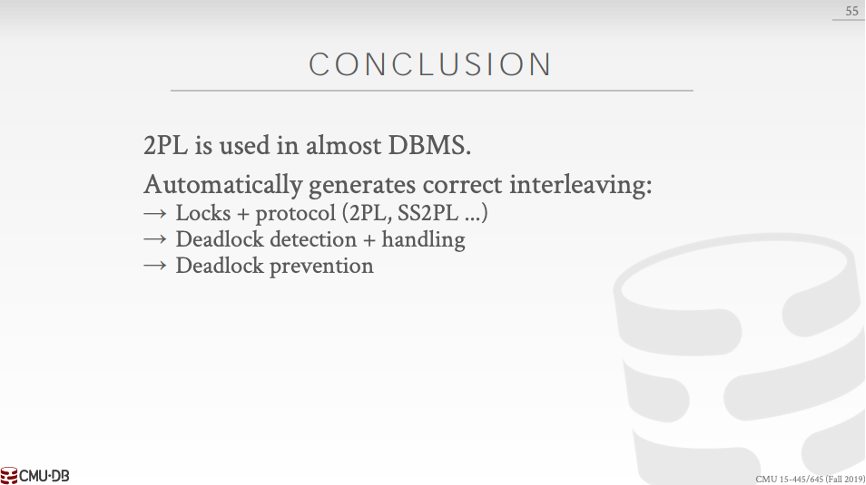 55
CONCLUSION
2PL is used in almost DBMS.
Automatically generates correct interleaving:
→ Locks + protocol (2PL, SS2PL ...)
→ Deadlock detection + handling
→ Deadlock prevention
CMU·DB
CMU 15-445/645 (Fall 2019)